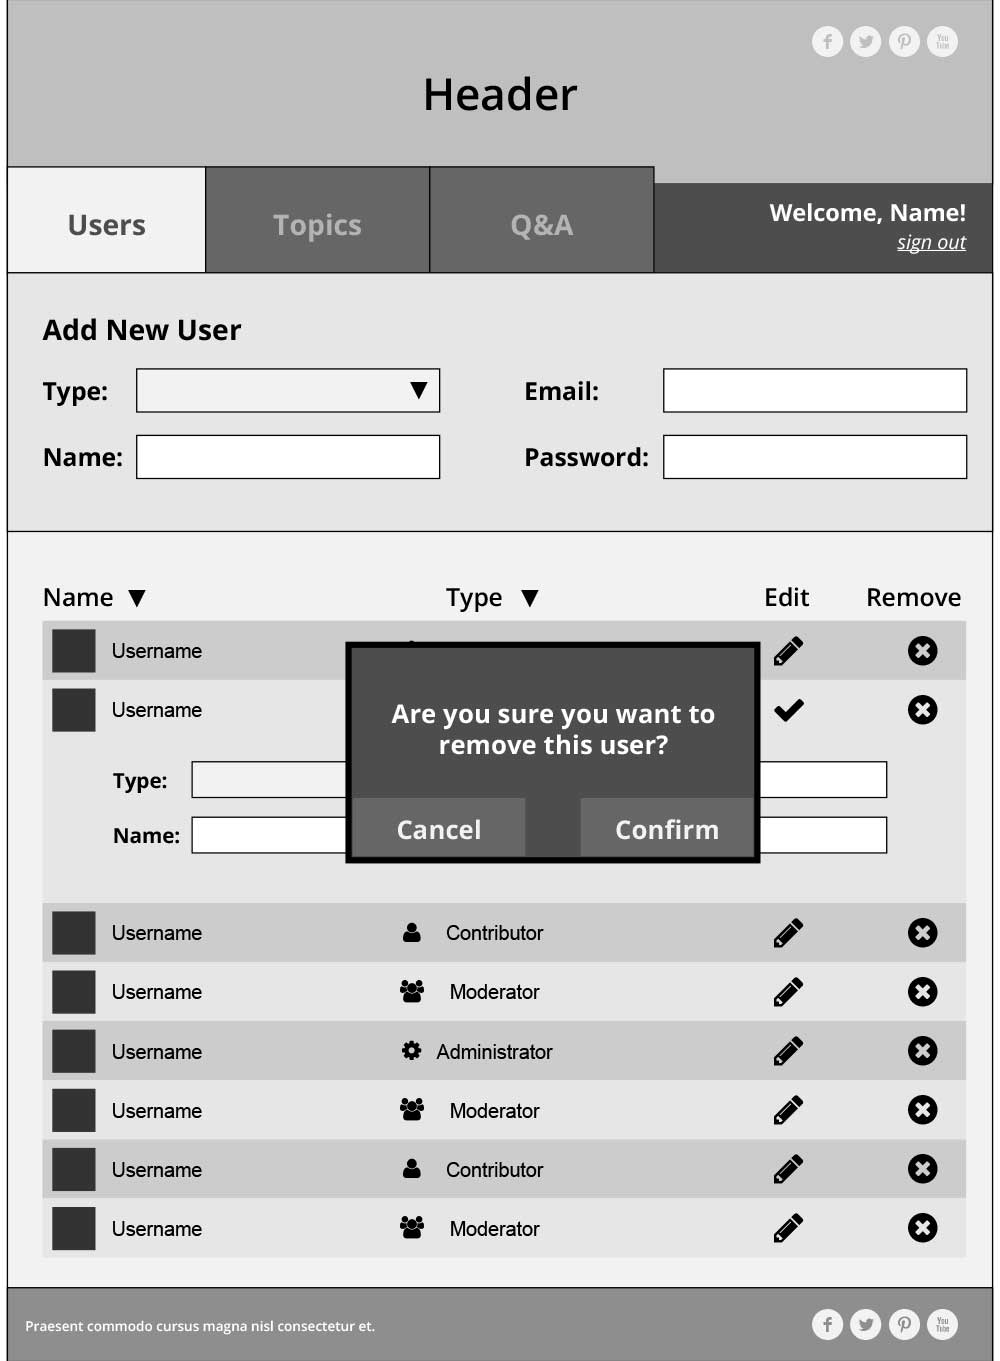 You Tube
Header
Users
Topics
Q&A
Welcome, Name!
sign out
Add New User
Type:
Email:
Name:
Password:
Name ▼
Type ▼
Edit
Remove
Username
Username
Are you sure you want to
remove this user?
Type:
Name:
Cancel
Confirm
Username
Contributor
Username
Moderator
Username
Administrator
Username
Moderator
Username
Contributor
Username
Moderator
Praesent commodo cursus magna nisl consectetur et.
You Tube